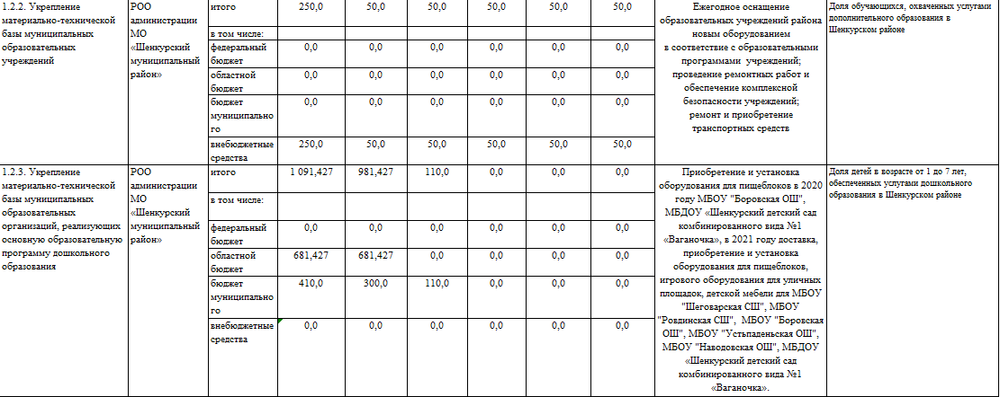 1.2.2. Укрепление
материально-технической
базы муниципальных
образовательных
учреждений
РОО
администрации
МО
«Шенкурский
муниципальный
район»
итого
250,0 50,0 50,0 50,0 50,0 50,0
в том числе:
федеральный
бюджет
0,0 0,0 0,0 0,0 0,0 0,0
областной
бюджет
0,0 0,0 0,0 0,0 0,0 0,0
бюджет
муниципально
го
0,0 0,0 0,0 0,0 0,0 0,0
внебюджетные
средства
250,0 50,0 50,0 50,0 50,0 50,0
Ежегодное оснащение
образовательных учреждений района
новым оборудованием
в соответствие с образовательными
программами учреждений;
проведение ремонтных работ и
обеспечение комплексной
безопасности учреждений;
ремонт и приобретение
транспортных средств
Доля обучающихся, охваченных услугами
дополнительного образования в
Шенкурском районе
1.2.3. Укрепление
материально-технической
базы муниципальных
образовательных
организаций, реализующих
основную образовательную
программу дошкольного
образования
РОО
администрации
МО
«Шенкурский
муниципальный
район»
итого
1 091,427 981,427 110,0 0,0 0,0 0,0
в том числе:
федеральный
бюджет
0,0 0,0 0,0 0,0 0,0 0,0
областной
бюджет
681,427 681,427 0,0 0,0 0,0 0,0
бюджет
муниципально
го
410,0 300,0 110,0 0,0 0,0 0,0
внебюджетные
средства
0,0 0,0 0,0 0,0 0,0 0,0
Приобретение и установка
оборудования для пищеблоков в 2020
году МБОУ "Боровская ОШ",
МБДОУ «Шенкурский детский сад
комбинированного вида №1
«Ваганочка», в 2021 году доставка,
приобретение и установка
оборудования для пищеблоков,
игрового оборудования для уличных
площадок, детской мебели для МБОУ
"Шеговарская СШ", МБОУ
"Ровдинская СШ", МБОУ "Боровская
ОШ", МБОУ "Устьпаденьская ОШ",
МБОУ "Наводовская ОШ", МБДОУ
«Шенкурский детский сад
комбинированного вида №1
«Ваганочка».
Доля детей в возрасте от 1 до 7 лет,
обеспеченных услугами дошкольного
образования в Шенкурском районе